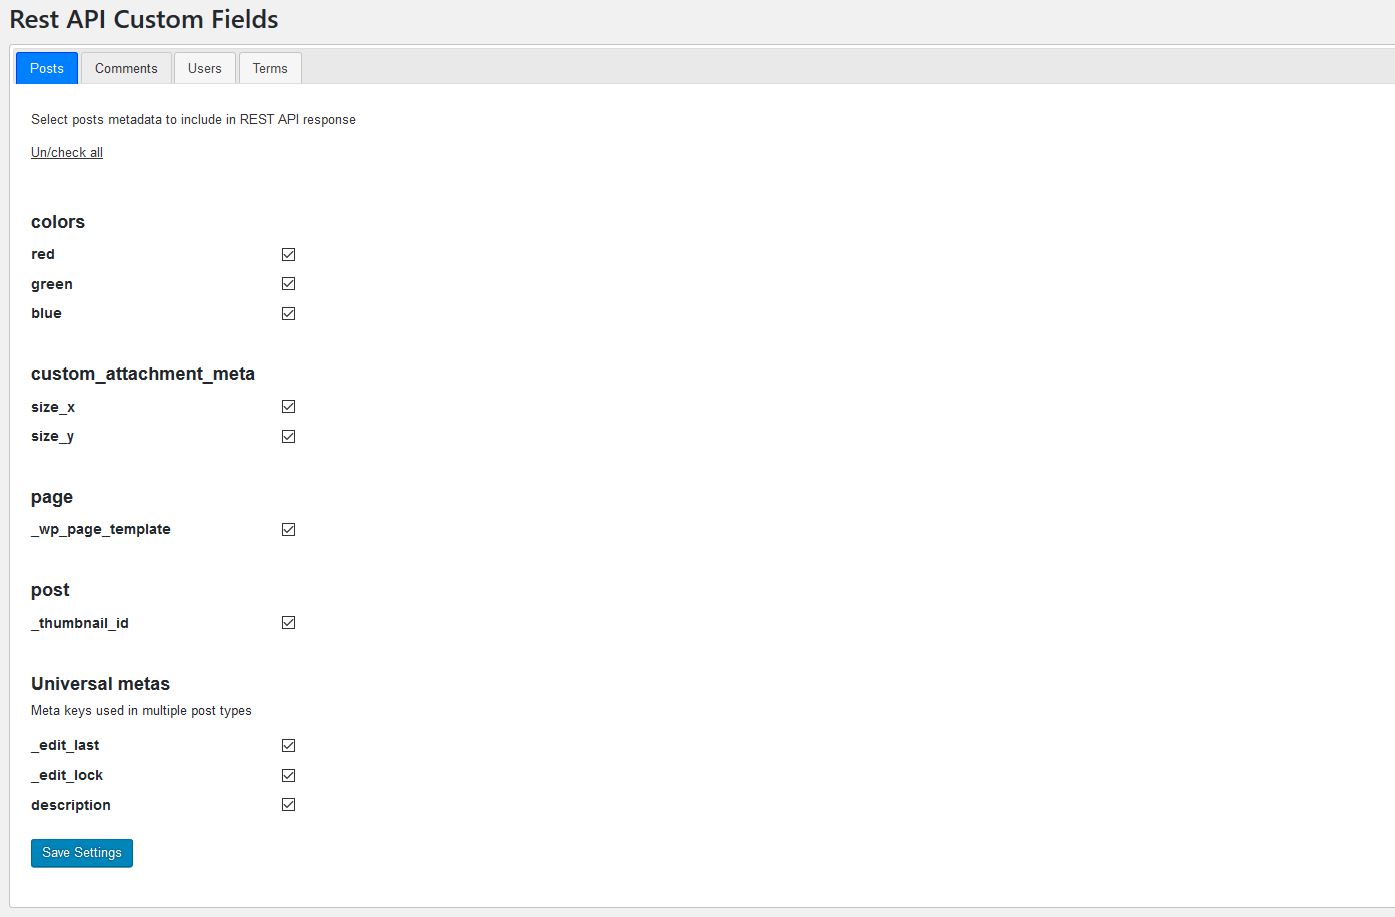 Rest API Custom Fields
Posts Comments Users Terms
Select posts metadata to include in REST API response
Un/check all
colors
red
green
blue
custom_attachment_meta
size_x
size_y
page
_wp_page_template
post
_thumbnail_id
Universal metas
Meta keys used in multiple post types
_edit_last
_edit_lock
description
Save Settings